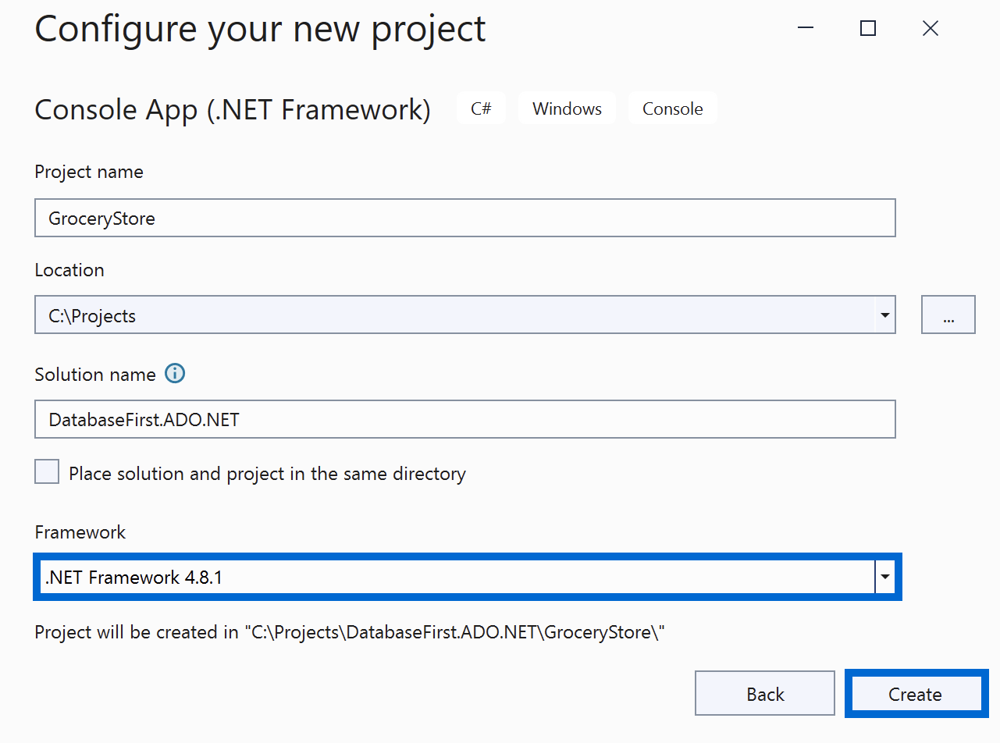 Configure your new project
Console App (.NET Framework) C# Windows Console
Project name
GroceryStore
Location
C:\Projects
...
Solution name
DatabaseFirst.ADO.NET
Place solution and project in the same directory
Framework
.NET Framework 4.8.1
Project will be created in "C:\Projects\DatabaseFirst.ADO.NET\GroceryStore\"
Back Create